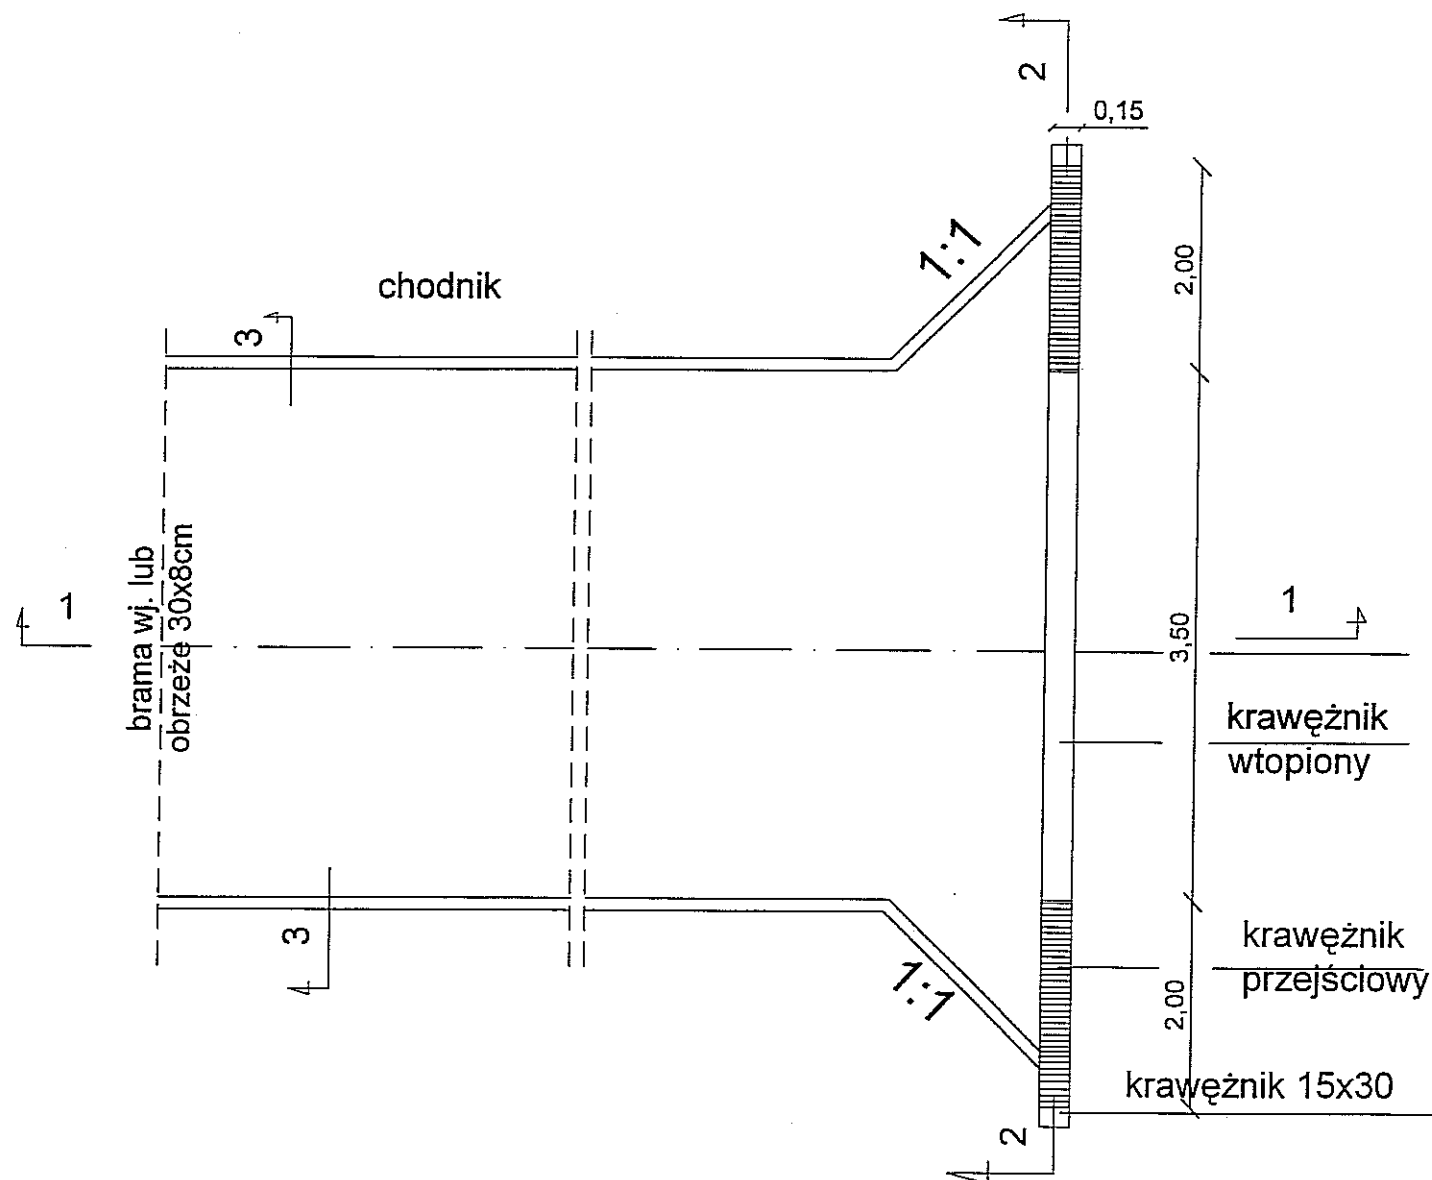 2
0,15
1:1
2,00
chodnik
3
1
brama wj. lub
obrzeże 30x8cm
1
3,50
krawężnik
wtopiony
3
1:1
krawężnik
przejściowy
2,00
krawężnik 15x30
2